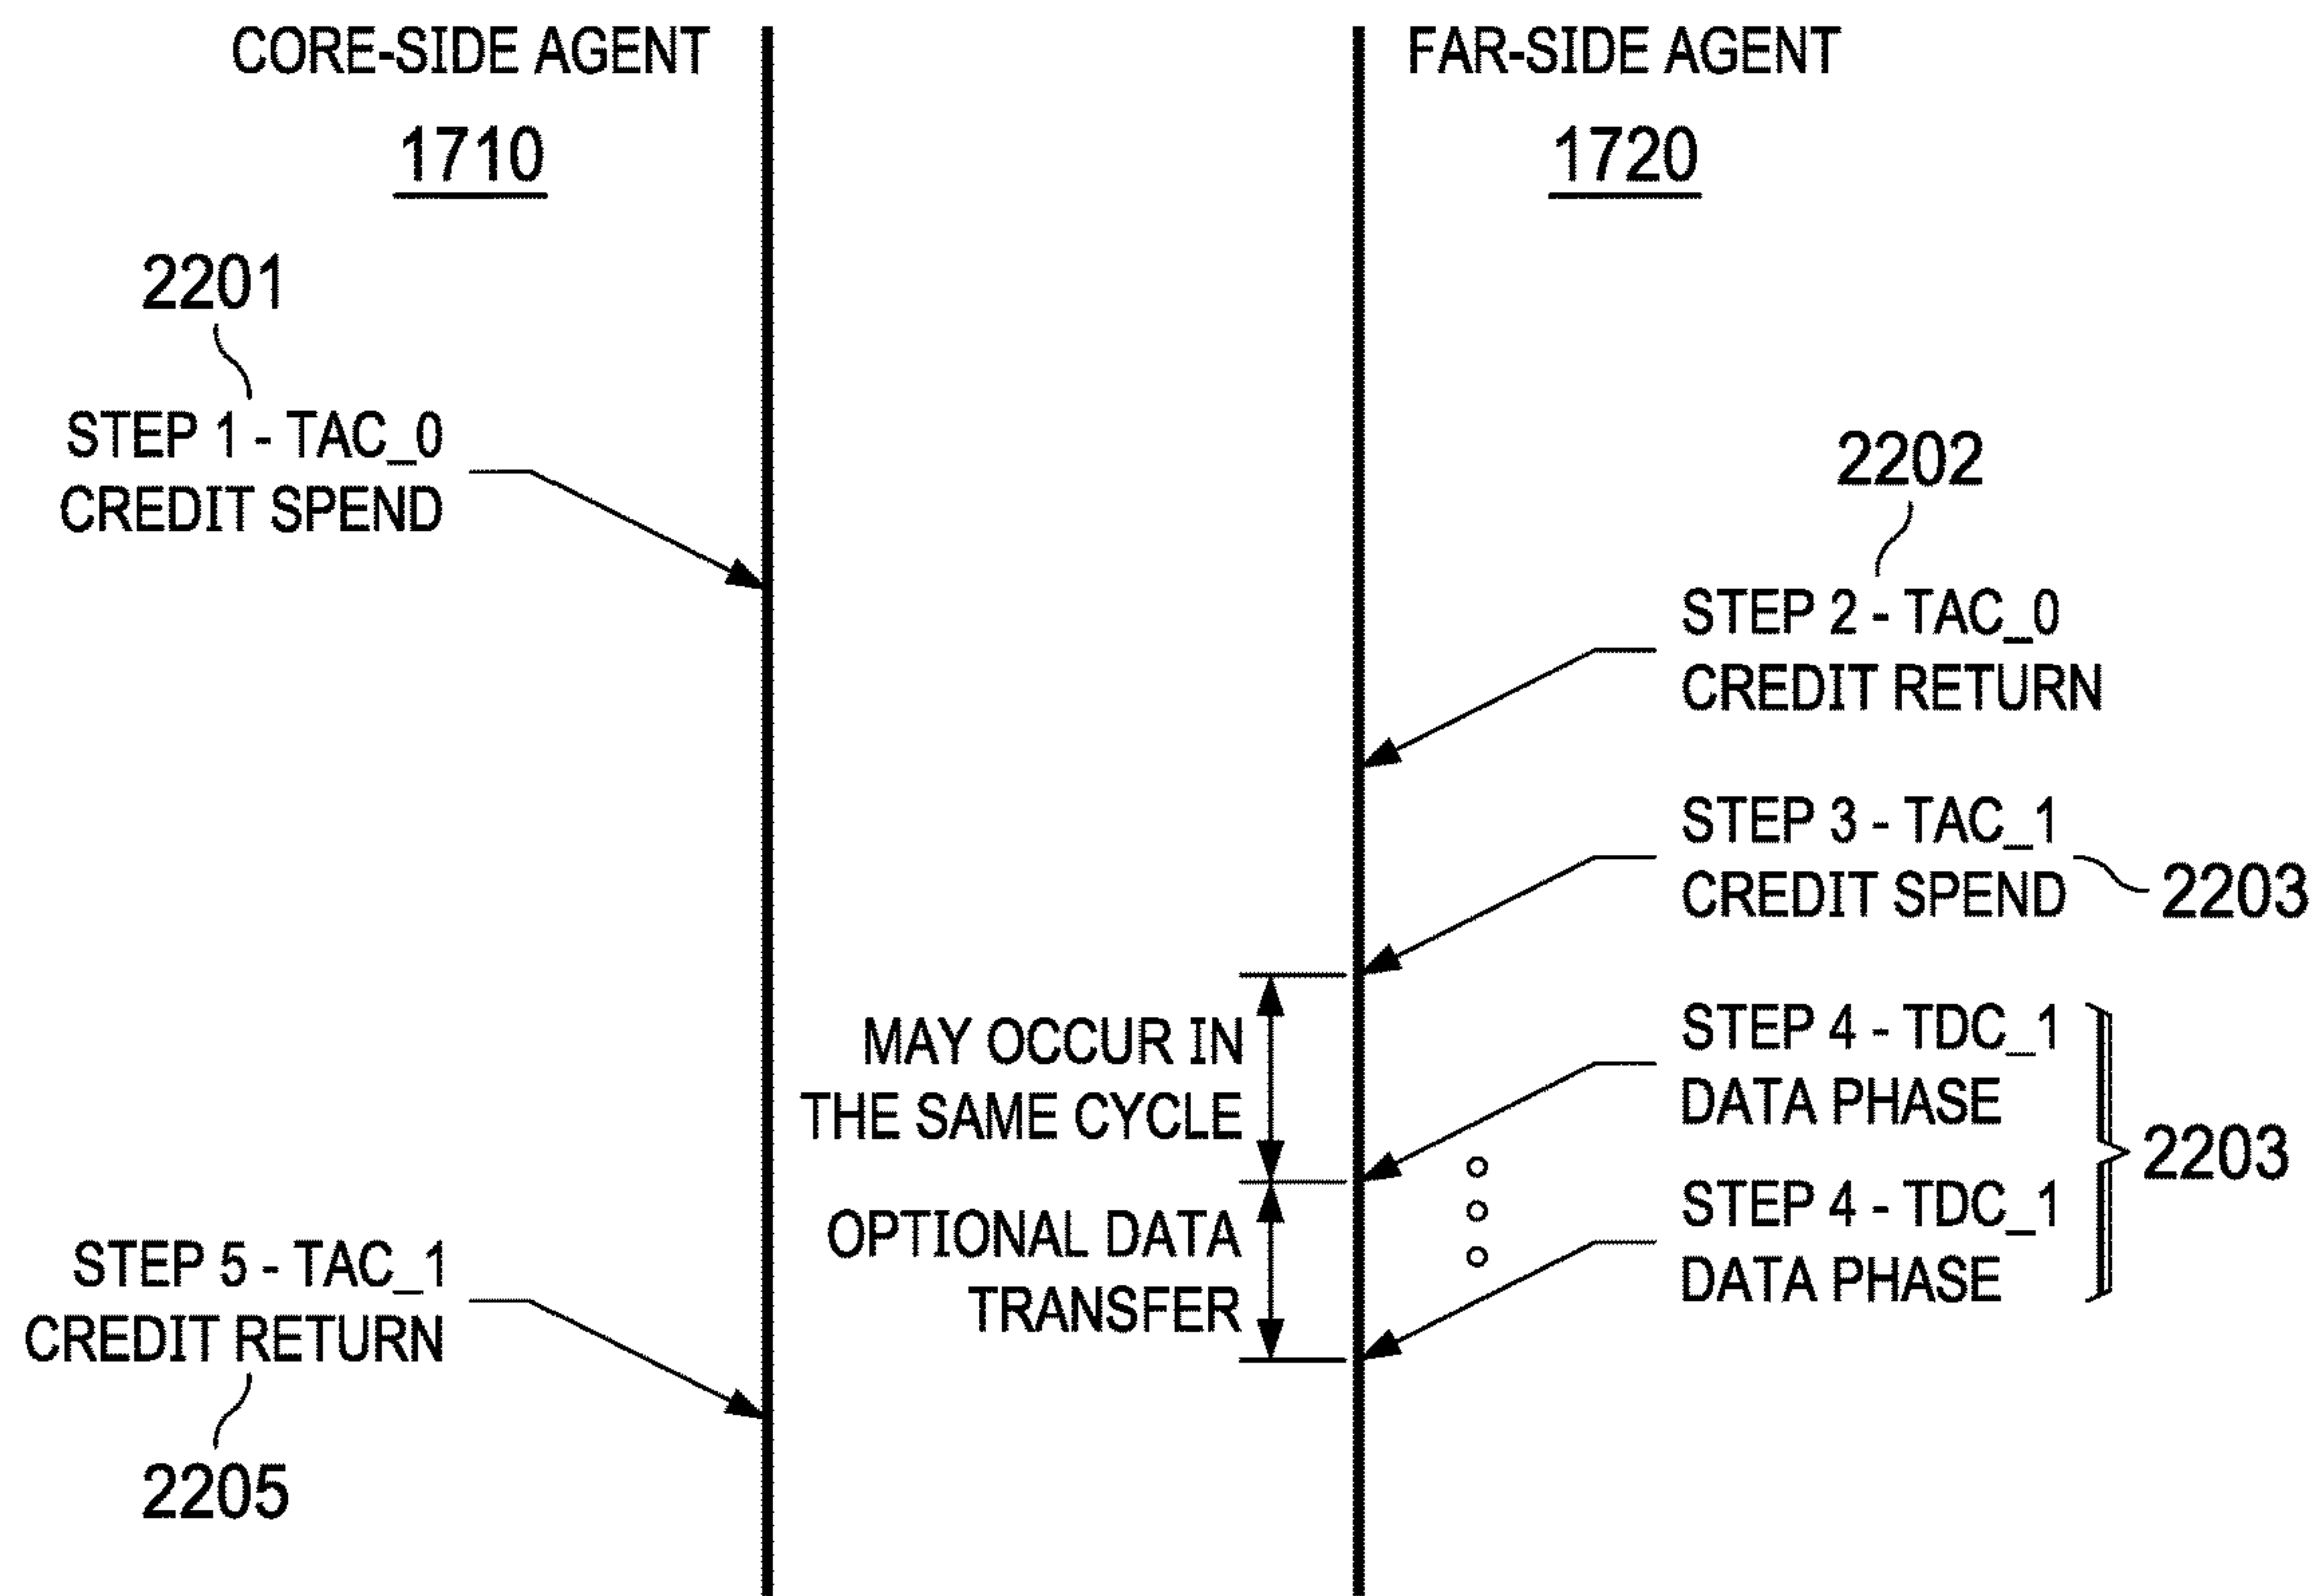 CORE-SIDE AGENT
1710
FAR-SIDE AGENT
1720
2201
STEP 1 - TAC_0
CREDIT SPEND
2202
STEP 2 - TAC_0
CREDIT RETURN
STEP 3 - TAC_1
CREDIT SPEND
2203
MAY OCCUR IN
THE SAME CYCLE
STEP 4 - TDC_1
DATA PHASE
2203
OPTIONAL DATA
TRANSFER
STEP 4 - TDC_1
DATA PHASE
STEP 5 - TAC_1
CREDIT RETURN
2205